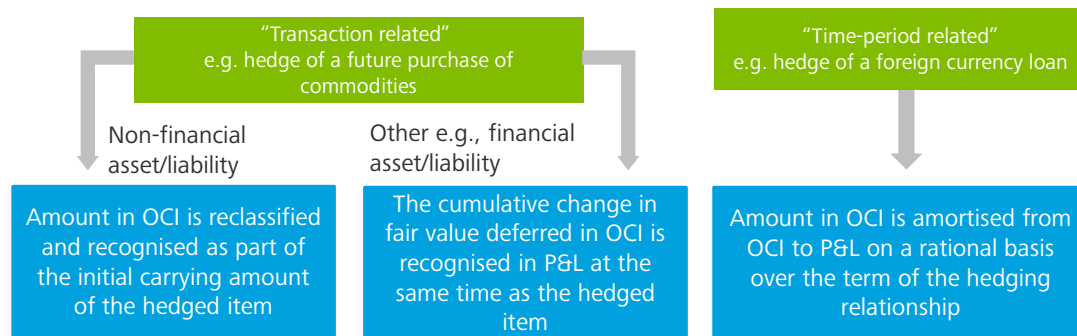 “Transaction related”
e.g. hedge of a future purchase of
commodities
“Time-period related”
e.g. hedge of a foreign currency loan
Non-financial
asset/liability
Other e.g., financial
asset/liability
Amount in OCI is reclassified
and recognised as part of
the initial carrying amount
of the hedged item
The cumulative change in
fair value deferred in OCI is
recognised in P&L at the
same time as the hedged
item
Amount in OCI is amortised from
OCI to P&L on a rational basis
over the term of the hedging
relationship